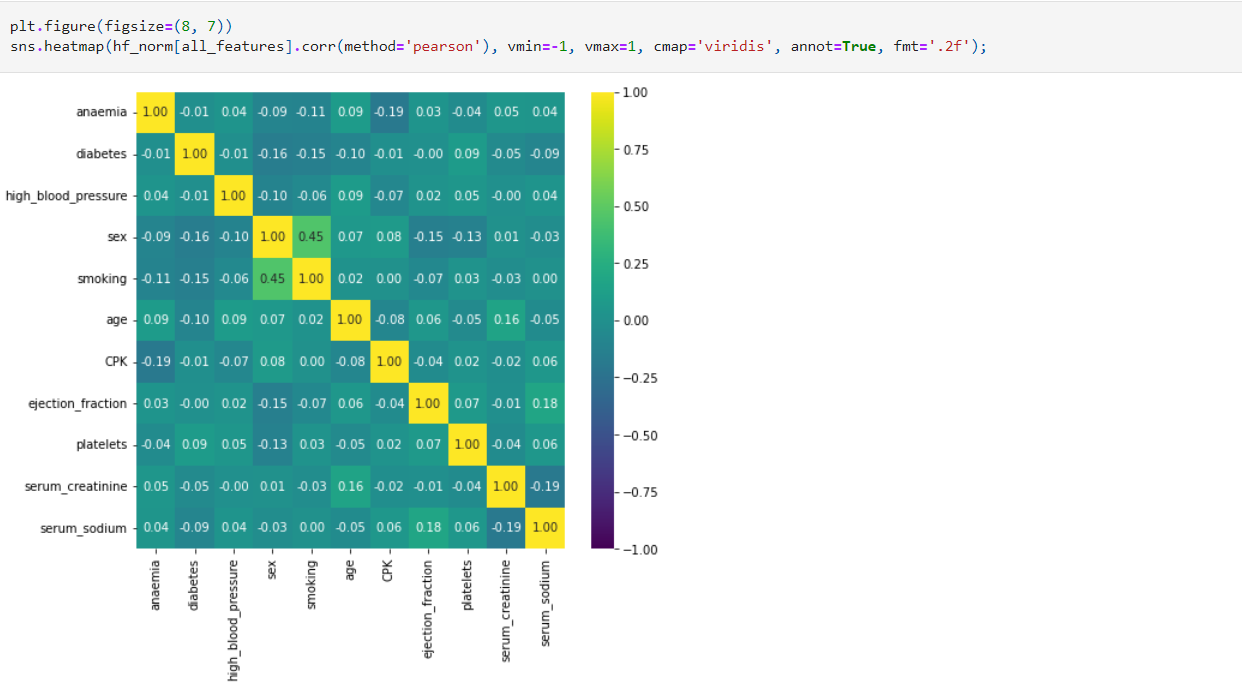 plt.figure(figsize=(8, 7))
sns.heatmap(hf_norm[all_features].corr(method='pearson'), vmin=-1, vmax=1, cmap='viridis', annot=True, fmt='.2f');
anaemia 1.00 -0.01 0.04 -0.09 -0.11 0.09 -0.19 0.03 -0.04 0.05 0.04
diabetes -0.01 1.00 -0.01 -0.16 -0.15 -0.10 -0.01 -0.00 0.09 -0.05 -0.09
high_blood_pressure 0.04 -0.01 1.00 -0.10 -0.06 0.09 -0.07 0.02 0.05 -0.00 0.04
sex -0.09 -0.16 -0.10 1.00 0.45 0.07 0.08 -0.15 -0.13 0.01 -0.03
smoking -0.11 -0.15 -0.06 0.45 1.00 0.02 0.00 -0.07 0.03 -0.03 0.00
age 0.09 -0.10 0.09 0.07 0.02 1.00 -0.08 0.06 -0.05 0.16 -0.05
CPK -0.19 -0.01 -0.07 0.08 0.00 -0.08 1.00 -0.04 0.02 -0.02 0.06
ejection_fraction 0.03 -0.00 0.02 -0.15 -0.07 0.06 -0.04 1.00 0.07 -0.01 0.18
platelets -0.04 0.09 0.05 -0.13 0.03 -0.05 0.02 0.07 1.00 -0.04 0.06
serum_creatinine 0.05 -0.05 -0.00 0.01 -0.03 0.16 -0.02 -0.01 -0.04 1.00 -0.19
serum_sodium 0.04 -0.09 0.04 -0.03 0.00 -0.05 0.06 0.18 0.06 -0.19 1.00
anaemia
diabetes
high_blood_pressure
sex
smoking
age
CPK
ejection_fraction
platelets
serum_creatinine
serum_sodium
1.00
0.75
0.50
0.25
0.00
−0.25
−0.50
−0.75
−1.00